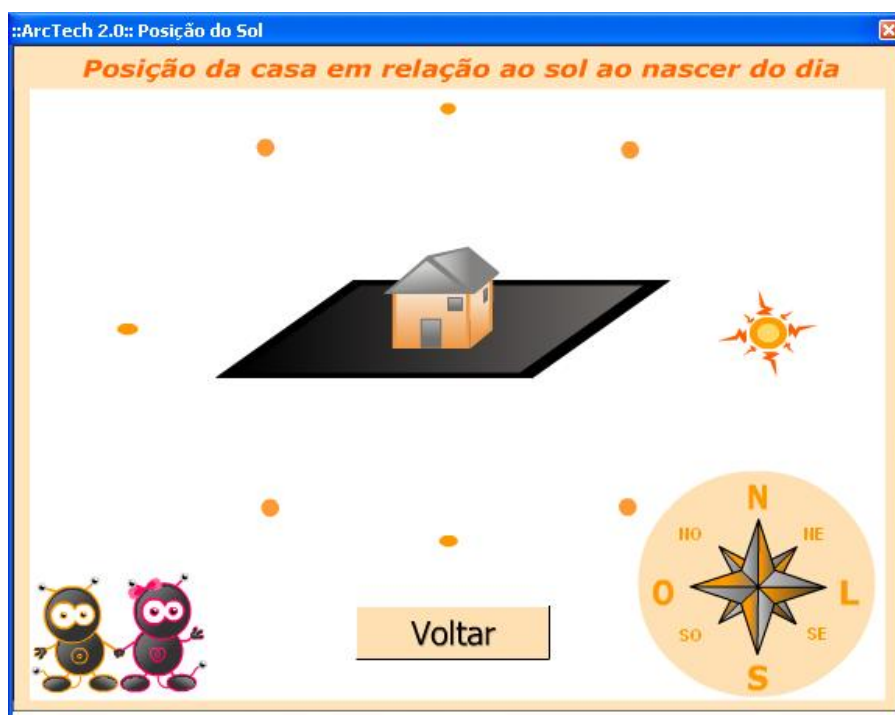 ::ArcTech 2.0:: Posição do Sol
Posição da casa em relação ao sol ao nascer do dia
N
NO NE
O L
SO SE
S
Voltar